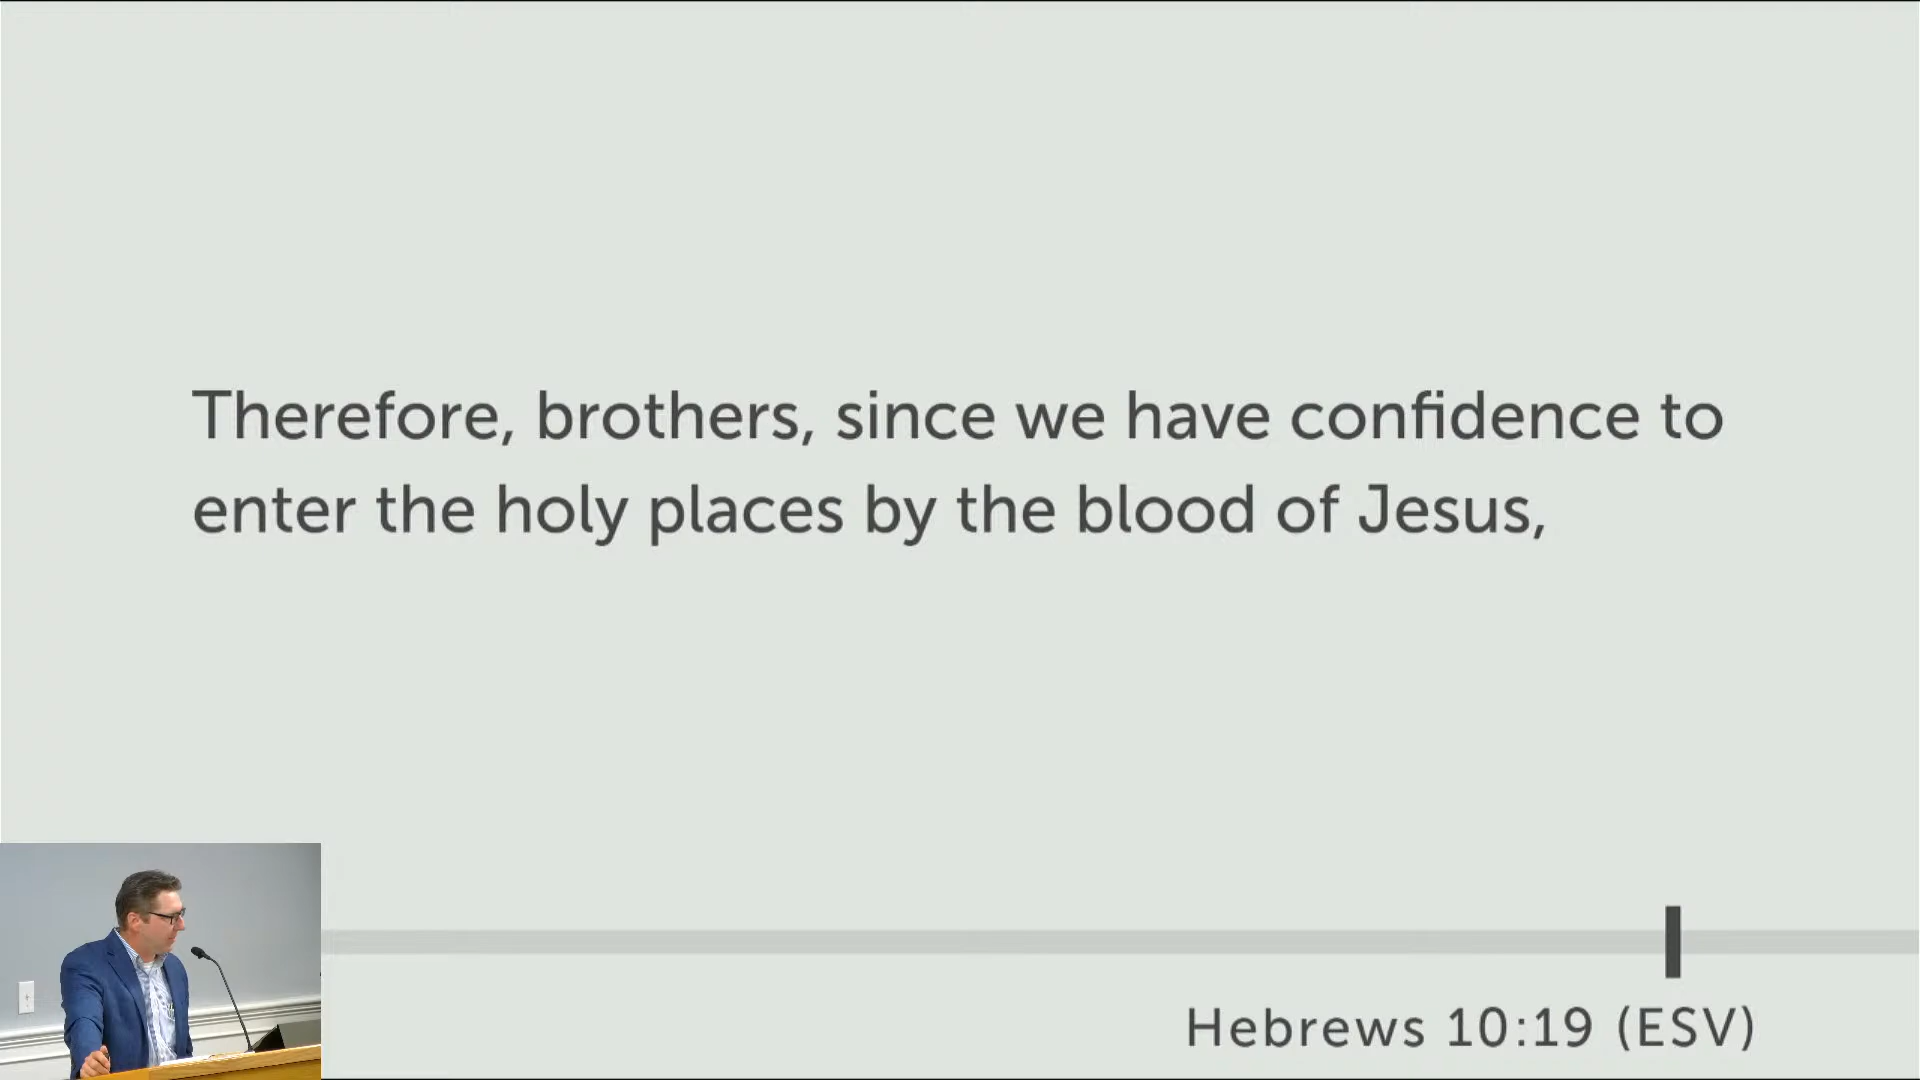 Therefore, brothers, since we have confidence to
enter the holy places by the blood of Jesus,
Hebrews 10:19 (ESV)